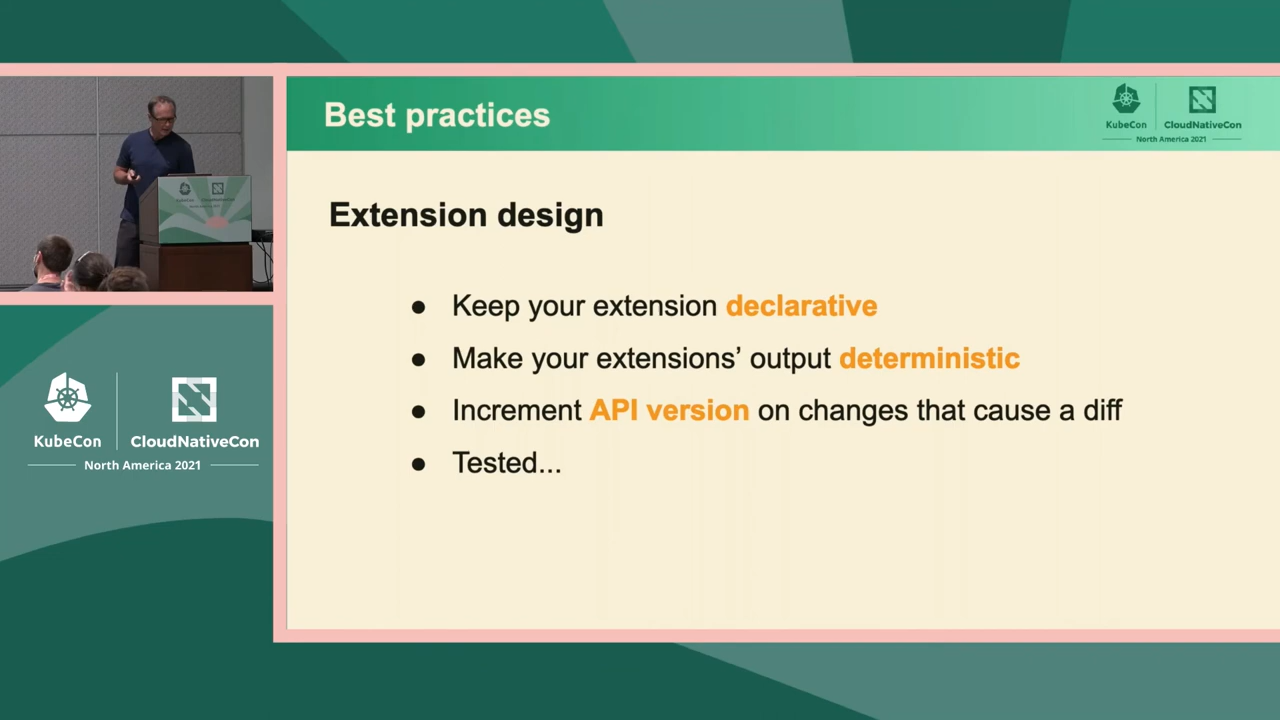 Best practices
KubeCon
CloudNativeCon
North America 2021
Extension design
● Keep your extension declarative
● Make your extensions’ output deterministic
● Increment API version on changes that cause a diff
● Tested...
KubeCon
CloudNativeCon
North America 2021